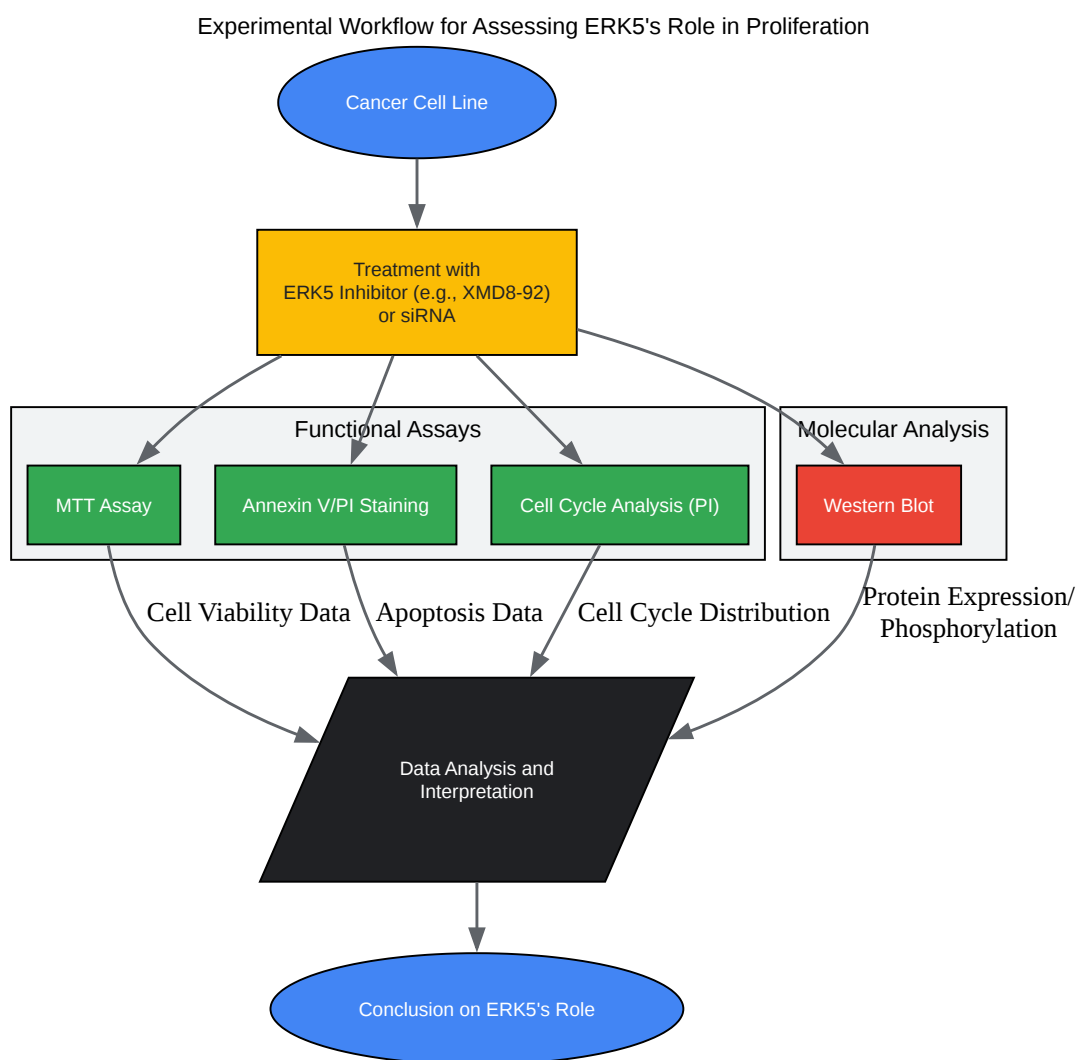 Experimental Workflow for Assessing ERK5's Role in Proliferation
Cancer Cell Line
Treatment with
ERK5 Inhibitor (e.g., XMD8-92)
or siRNA
Functional Assays
Molecular Analysis
MTT Assay
Annexin V/PI Staining
Cell Cycle Analysis (PI)
Western Blot
Cell Viability Data
Apoptosis Data
Cell Cycle Distribution
Protein Expression/
Phosphorylation
Data Analysis and
Interpretation
Conclusion on ERK5's Role